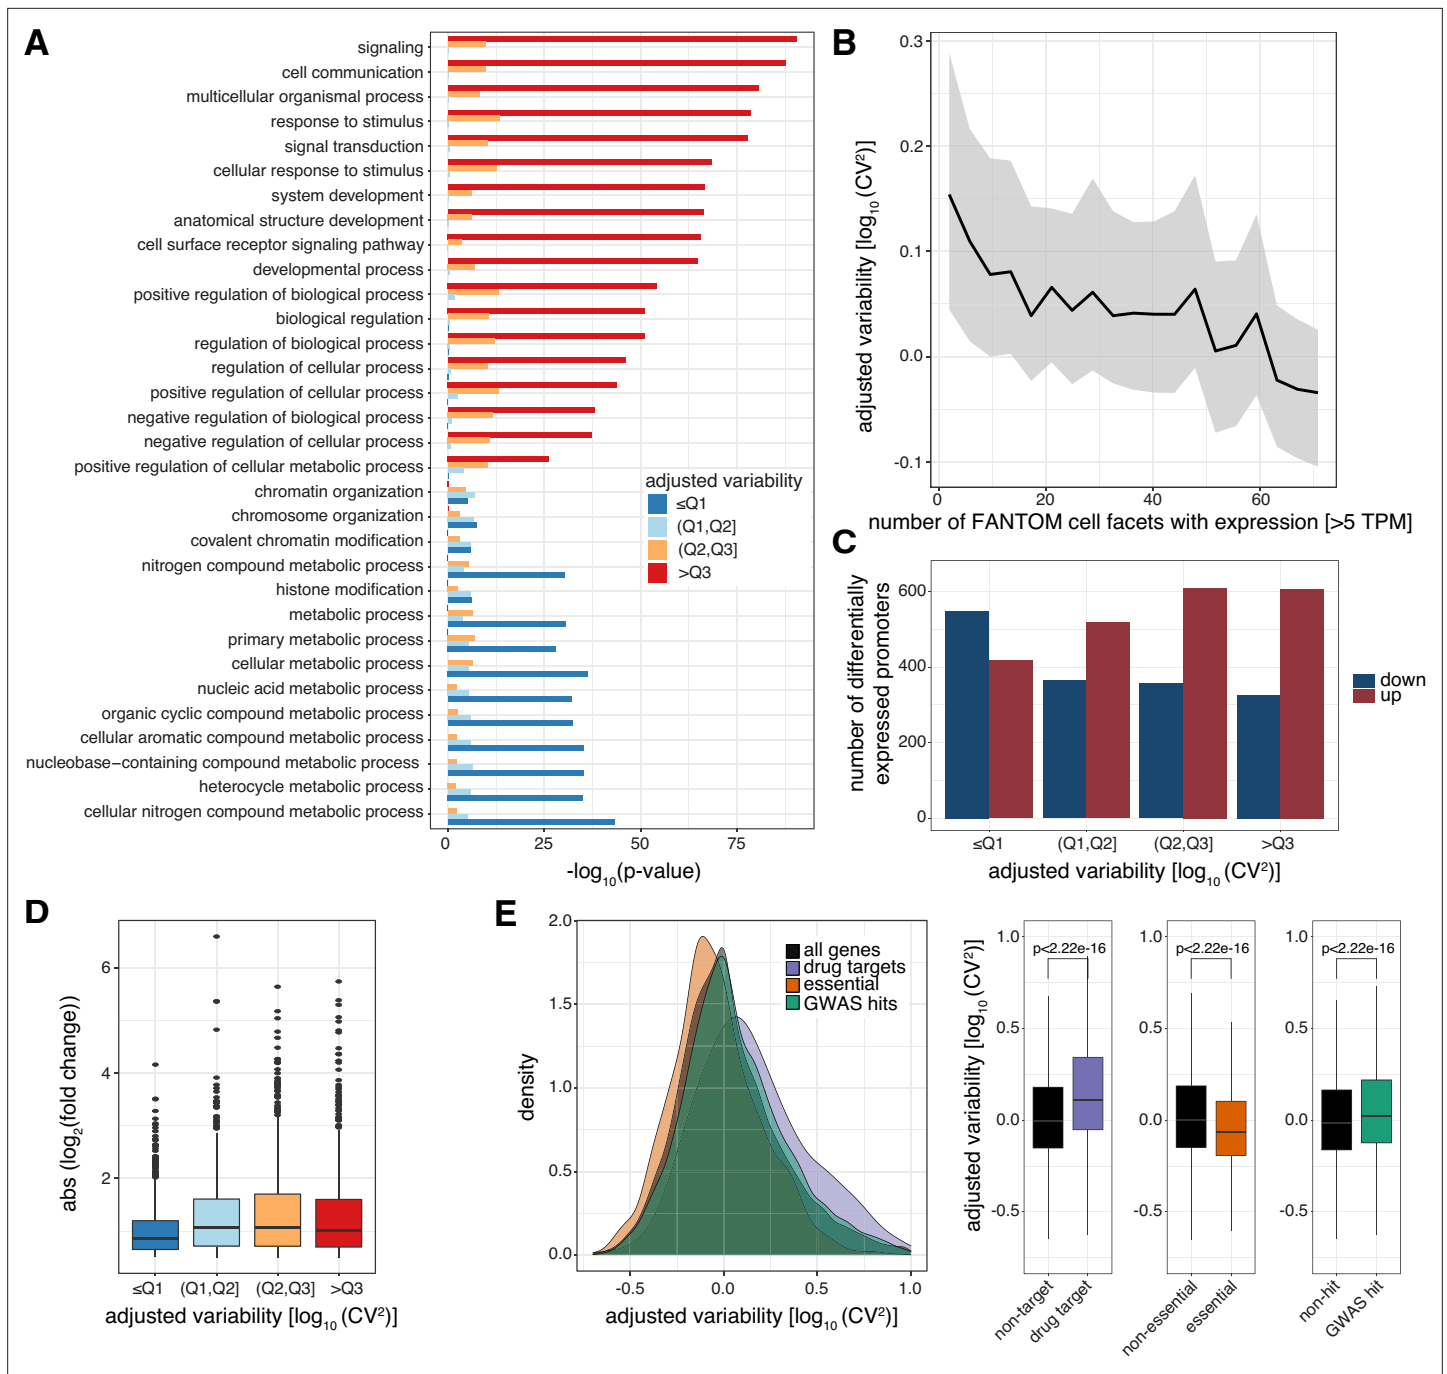 A
signaling
cell communication
multicellular organismal process
response to stimulus
signal transduction
cellular response to stimulus
system development
anatomical structure development
cell surface receptor signaling pathway
developmental process
positive regulation of biological process
biological regulation
regulation of biological process
regulation of cellular process
positive regulation of cellular process
negative regulation of biological process
negative regulation of cellular process
positive regulation of cellular metabolic process
chromatin organization
chromosome organization
covalent chromatin modification
nitrogen compound metabolic process
histone modification
metabolic process
primary metabolic process
cellular metabolic process
nucleic acid metabolic process
organic cyclic compound metabolic process
cellular aromatic compound metabolic process
nucleobase−containing compound metabolic process
heterocycle metabolic process
cellular nitrogen compound metabolic process
0 25 50 75
-log10(p-value)
adjusted variability
≤Q1
(Q1,Q2]
(Q2,Q3]
>Q3
B
adjusted variability [log10 (CV²)]
0.3
0.2
0.1
0.0
-0.1
0 20 40 60
number of FANTOM cell facets with expression [>5 TPM]
C
number of differentially
expressed promoters
600
400
200
0
≤Q1 (Q1,Q2] (Q2,Q3] >Q3
adjusted variability [log10 (CV²)]
down
up
D
abs (log2(fold change))
6
4
2
≤Q1 (Q1,Q2] (Q2,Q3] >Q3
adjusted variability [log10 (CV²)]
E
density
2.0
1.5
1.0
0.5
0.0
-0.5 0.0 0.5 1.0
adjusted variability [log10 (CV²)]
all genes
drug targets
essential
GWAS hits
adjusted variability [log10 (CV²)]
1.0
0.5
0.0
-0.5
p<2.22e-16
non-target
drug target
1.0
0.5
0.0
-0.5
p<2.22e-16
non-essential
essential
1.0
0.5
0.0
-0.5
p<2.22e-16
non-hit
GWAS hit